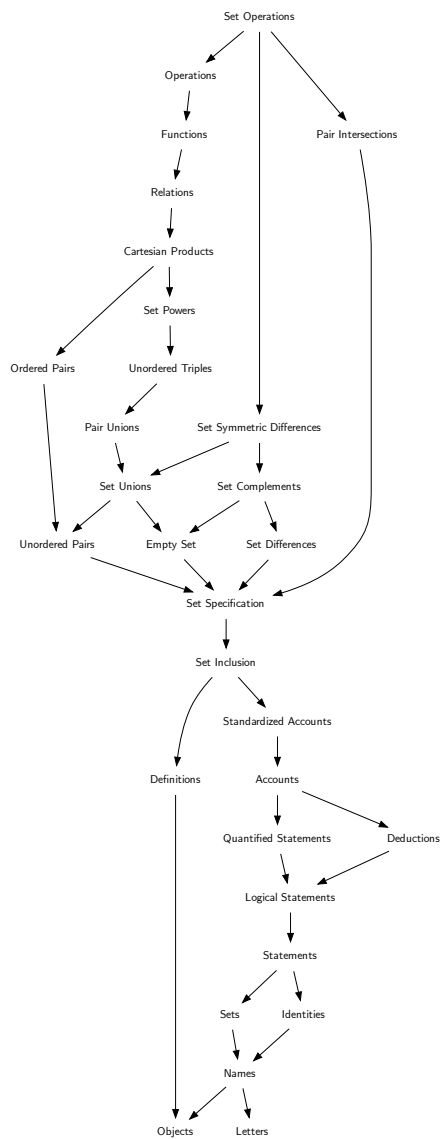 Set Operations
Operations
Functions
Pair Intersections
Relations
Cartesian Products
Set Powers
Ordered Pairs
Unordered Triples
Pair Unions
Set Symmetric Differences
Set Unions
Set Complements
Unordered Pairs
Empty Set
Set Differences
Set Specification
Set Inclusion
Standardized Accounts
Definitions
Accounts
Quantified Statements
Deductions
Logical Statements
Statements
Sets
Identities
Names
Objects
Letters